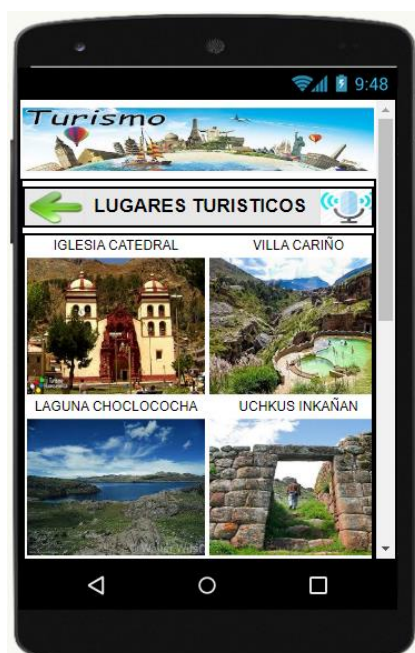 9:48
Turismo
LUGARES TURISTICOS
IGLESIA CATEDRAL VILLA CARIÑO
LAGUNA CHOCLOCOCHA UCHKUS INKAÑAN